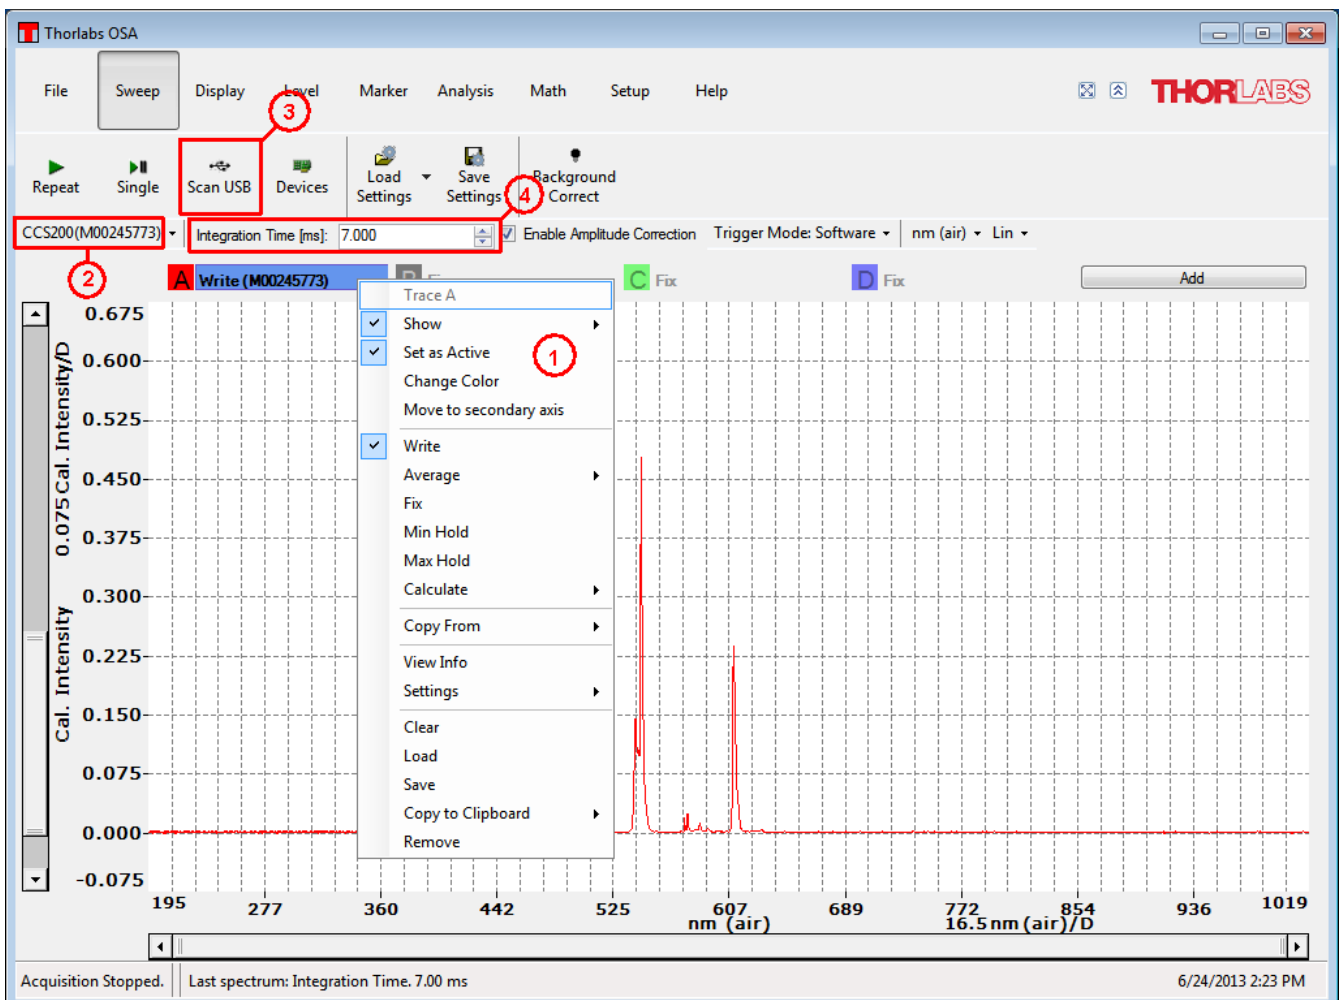 Thorlabs OSA
File Sweep Display Level Marker Analysis Math Setup Help THORLABS
3
Repeat Single Scan USB Devices Load Settings Save Settings Background Correct
4
CCS200(M00245773) Integration Time [ms]: 7.000 Enable Amplitude Correction Trigger Mode: Software nm (air) Lin
2
A Write (M00245773) B C Fix D Fix Add
Trace A
Show
Set as Active
1
Change Color
Move to secondary axis
Write
Average
Fix
Min Hold
Max Hold
Calculate
Copy From
View Info
Settings
Clear
Load
Save
Copy to Clipboard
Remove
0.675
0.600
0.525
0.450
0.375
0.300
0.225
0.150
0.075
0.000
-0.075
0.075 Cal. Intensity/D
Cal. Intensity
195 277 360 442 525 607 689 772 854 936 1019
nm (air) 16.5 nm (air)/D
Acquisition Stopped. Last spectrum: Integration Time. 7.00 ms 6/24/2013 2:23 PM